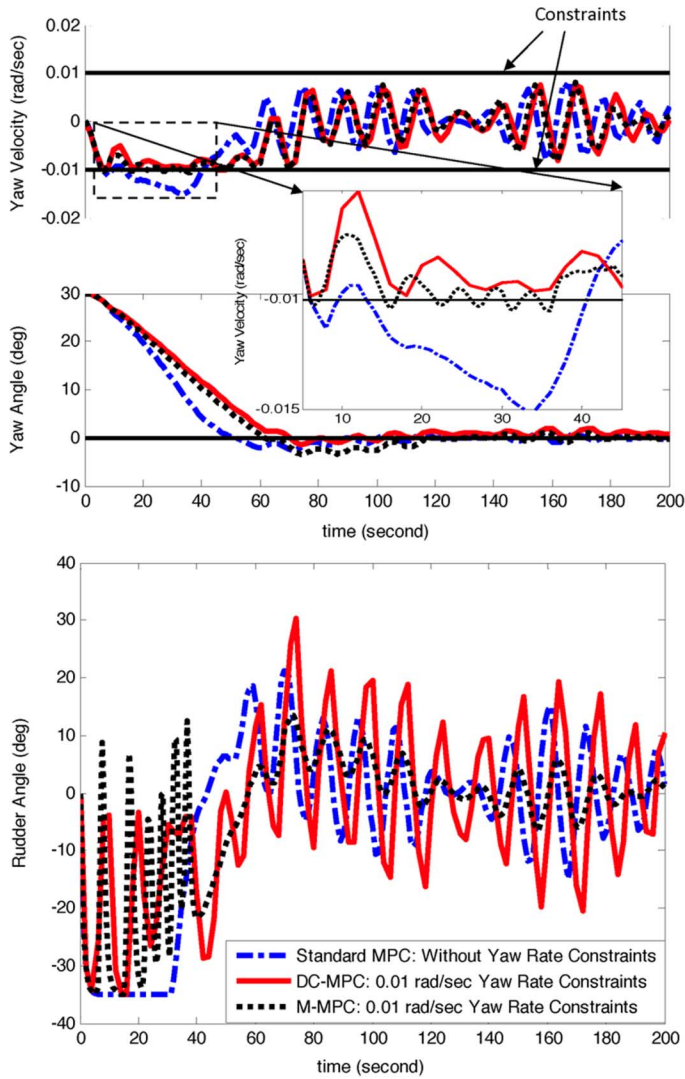 Constraints
Yaw Velocity (rad/sec)
0.02
0.01
0
-0.01
-0.02
Yaw Velocity (rad/sec)
-0.01
-0.015
10 20 30 40
Yaw Angle (deg)
30
20
10
0
-10
0 20 40 60 80 100 120 140 160 180 200
time (second)
Rudder Angle (deg)
40
30
20
10
0
-10
-20
-30
-40
Standard MPC: Without Yaw Rate Constraints
DC-MPC: 0.01 rad/sec Yaw Rate Constraints
M-MPC: 0.01 rad/sec Yaw Rate Constraints
0 20 40 60 80 100 120 140 160 180 200
time (second)